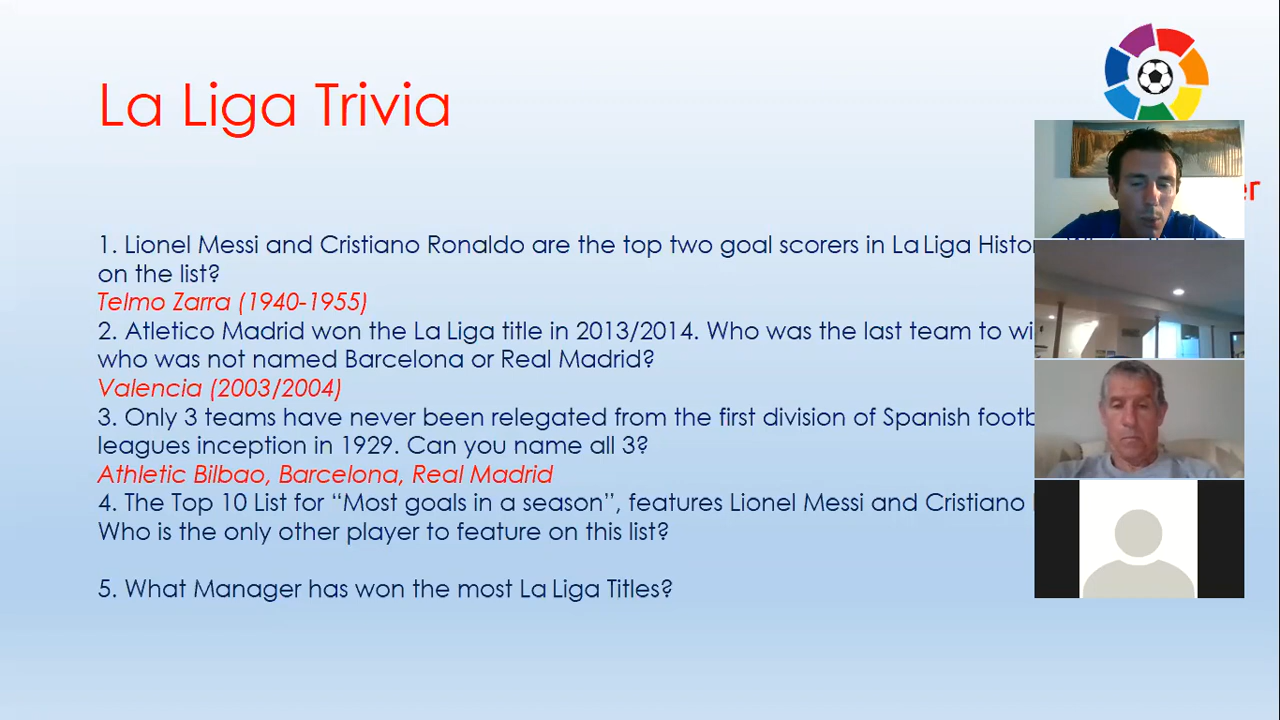 La Liga Trivia
er
1. Lionel Messi and Cristiano Ronaldo are the top two goal scorers in La Liga
on the list?
Telmo Zarra (1940-1955)
2. Atletico Madrid won the La Liga title in 2013/2014. Who was the last team to
who was not named Barcelona or Real Madrid?
Valencia (2003/2004)
3. Only 3 teams have never been relegated from the first division of Spanish
leagues inception in 1929. Can you name all 3?
Athletic Bilbao, Barcelona, Real Madrid
4. The Top 10 List for “Most goals in a season”, features Lionel Messi and Cristiano
Who is the only other player to feature on this list?
5. What Manager has won the most La Liga Titles?